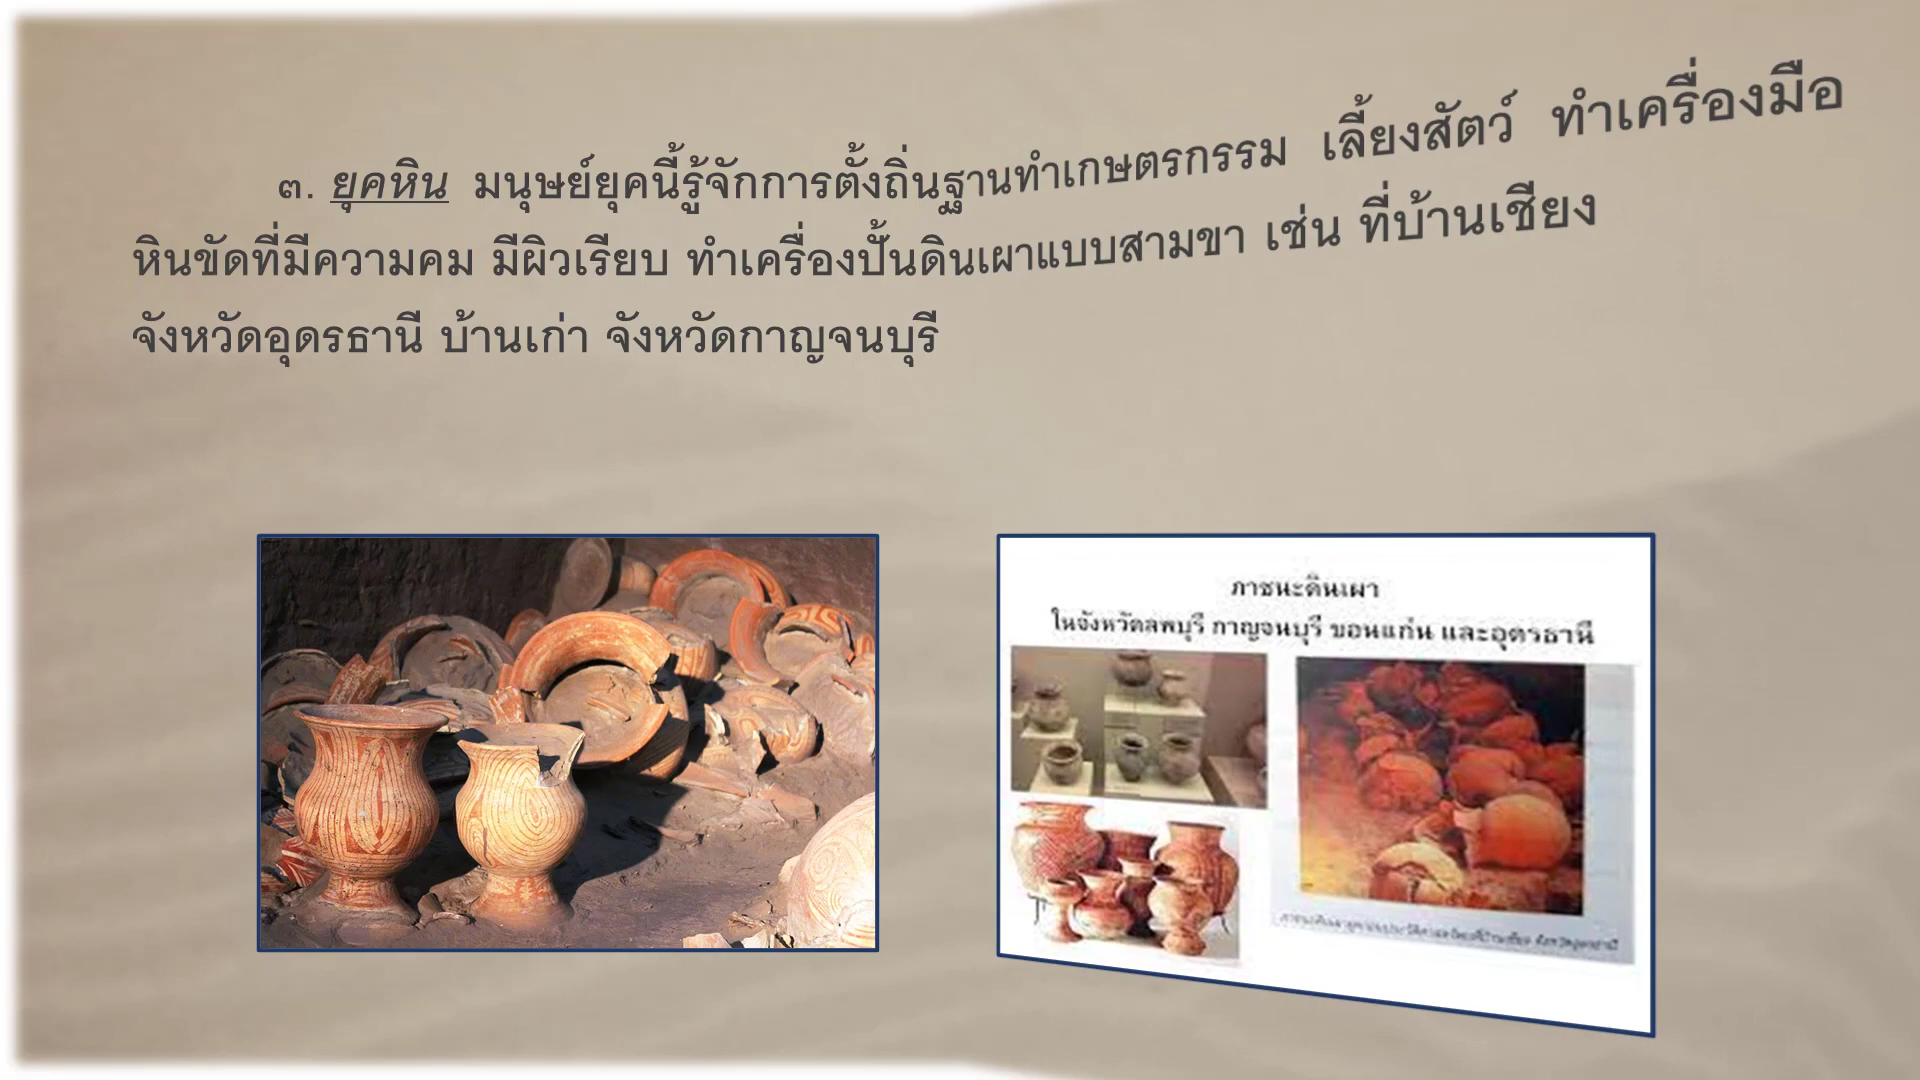 ๓. ยุคหิน มนุษย์ยุคนี้รู้จักการตั้งถิ่นฐานทำเกษตรกรรม เลี้ยงสัตว์ ทำเครื่องมือ
หินขัดที่มีความคม มีผิวเรียบ ทำเครื่องปั้นดินเผาแบบสามขา เช่น ที่บ้านเชียง
จังหวัดอุดรธานี บ้านเก่า จังหวัดกาญจนบุรี
ภาชนะดินเผา
ในจังหวัดลพบุรี กาญจนบุรี ขอนแก่น และอุดรธานี